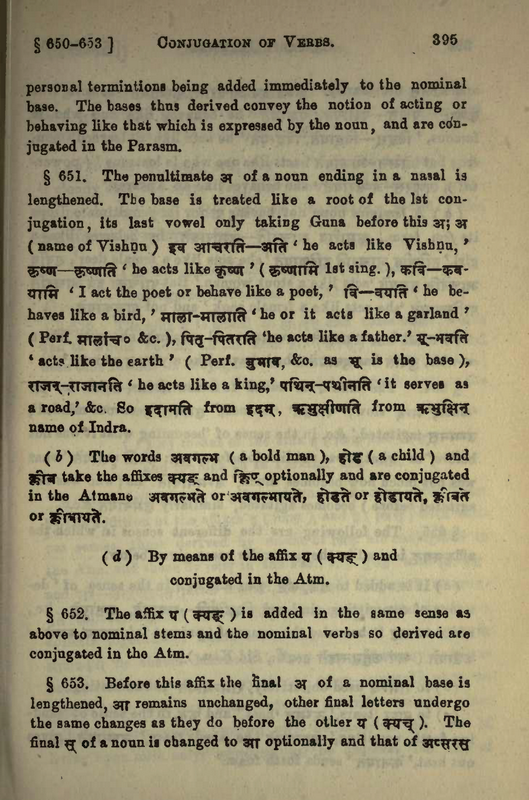 § 650-653 ] CONJUGATION OF VERBS. 395
personal termintions being added immediately to the nominal
base. The bases thus derived convey the notion of acting or
behaving like that which is expressed by the noun, and are con-
jugated in the Parasm.
§ 651. The penultimate अ of a noun ending in a nasal is
lengthened. The base is treated like a root of the 1st con-
jugation, its last vowel only taking Guna before this अ; अ
( name of Vishṇu ) इव आचरति—अति ‘ he acts like Vishṇu, ’
कृष्ण—कृष्णति ‘ he acts like कृष्ण ’ ( कृष्णामि 1st sing. ), कवि—कव-
यामि ‘ I act the poet or behave like a poet, ’ वि—वयति ‘ he be-
haves like a bird, ’ माला-मालाति ‘ he or it acts like a garland ’
( Perf. मालांच० &c. ), पितृ-पितरति ‘he acts like a father.’ भू-भवति
‘ acts like the earth ’ ( Perf. बुभाव, &c. as भू is the base ),
राजन्-राजानति ‘ he acts like a king,’ पथिन्-पथीनति ‘ it serves as
a road,’ &c. So इदामति from इदम्, ऋभुक्षीणति from ऋभुक्षिन्
name of Indra.
( b ) The words अवगल्भ ( a bold man ), होड ( a child ) and
क्लीब take the affixes क्यङ् and क्विप् optionally and are conjugated
in the Atmane अवगल्भते or अवगल्भायते, होडते or होडायते, क्लीबते
or क्लीबायते.
( d ) By means of the affix य ( क्यङ् ) and
conjugated in the Atm.
§ 652. The affix य ( क्यङ् ) is added in the same sense as
above to nominal stems and the nominal verbs so derived are
conjugated in the Atm.
§ 653. Before this affix the final अ of a nominal base is
lengthened, आ remains unchanged, other final letters undergo
the same changes as they do before the other य ( क्यच् ). The
final स् of a noun is changed to आ optionally and that of अप्सरस